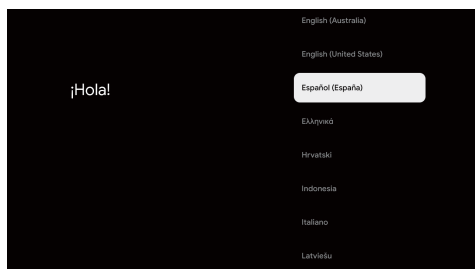 ¡Hola!
English (Australia)
English (United States)
Español (España)
Ελληνικά
Hrvatski
Indonesia
Italiano
Latviešu